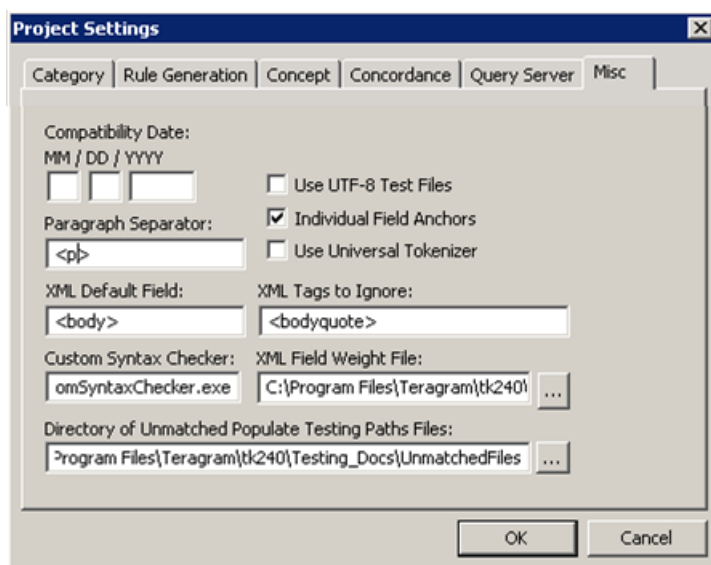 Project Settings
Category Rule Generation Concept Concordance Query Server Misc
Compatibility Date:
MM / DD / YYYY
Use UTF-8 Test Files
Individual Field Anchors
Use Universal Tokenizer
Paragraph Separator:
<p>
XML Default Field: XML Tags to Ignore:
<body> <bodyquote>
Custom Syntax Checker: XML Field Weight File:
omSyntaxChecker.exe C:\Program Files\Teragram\tk240\ ...
Directory of Unmatched Populate Testing Paths Files:
Program Files\Teragram\tk240\Testing_Docs\UnmatchedFiles ...
OK Cancel